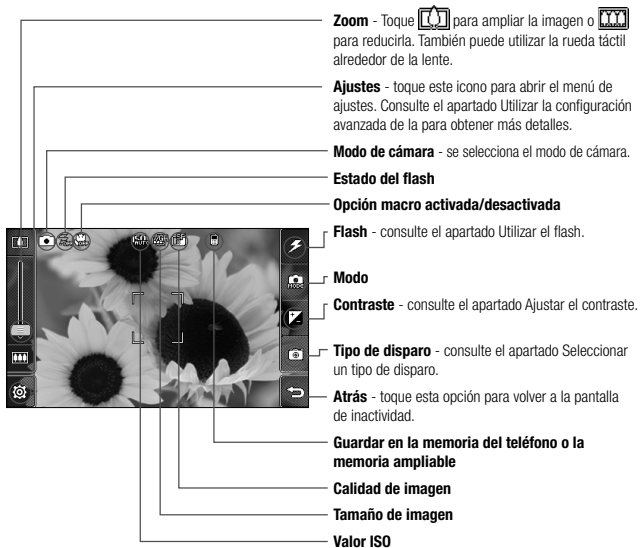 Zoom - Toque para ampliar la imagen o
para reducirla. También puede utilizar la rueda táctil
alrededor de la lente.
Ajustes - toque este icono para abrir el menú de
ajustes. Consulte el apartado Utilizar la configuración
avanzada de la para obtener más detalles.
Modo de cámara - se selecciona el modo de cámara.
Estado del flash
Opción macro activada/desactivada
Flash - consulte el apartado Utilizar el flash.
Modo
Contraste - consulte el apartado Ajustar el contraste.
Tipo de disparo - consulte el apartado Seleccionar
un tipo de disparo.
Atrás - toque esta opción para volver a la pantalla
de inactividad.
Guardar en la memoria del teléfono o la
memoria ampliable
Calidad de imagen
Tamaño de imagen
Valor ISO
ISO
AUTO
MODE